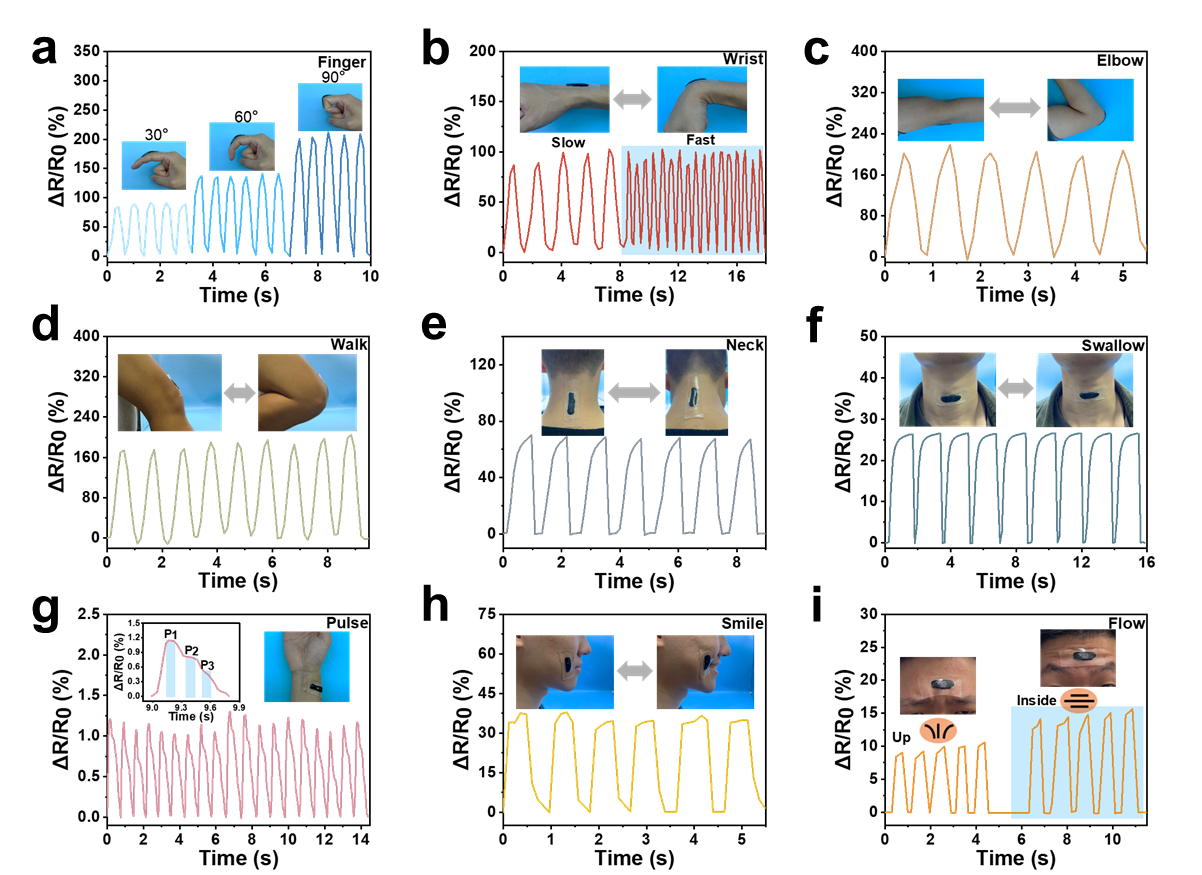 a
350
300
250
200
150
100
50
0
ΔR/R0 (%)
Finger
30°
60°
90°
0 2 4 6 8 10
Time (s)
b
200
150
100
50
0
ΔR/R0 (%)
Wrist
Slow
Fast
0 4 8 12 16
Time (s)
c
400
320
240
160
80
0
ΔR/R0 (%)
Elbow
0 1 2 3 4 5
Time (s)
d
400
320
240
160
80
0
ΔR/R0 (%)
Walk
0 2 4 6 8
Time (s)
e
120
80
40
0
ΔR/R0 (%)
Neck
0 2 4 6 8
Time (s)
f
50
40
30
20
10
0
ΔR/R0 (%)
Swallow
0 4 8 12 16
Time (s)
g
2.5
2.0
1.5
1.0
0.5
0.0
ΔR/R0 (%)
Pulse
1.5
1.2
0.9
0.6
0.3
0.0
ΔR/R0 (%)
P1
P2
P3
9.0 9.3 9.6 9.9
Time (s)
0 2 4 6 8 10 12 14
Time (s)
h
75
60
45
30
15
0
ΔR/R0 (%)
Smile
0 1 2 3 4 5
Time (s)
i
30
25
20
15
10
5
0
ΔR/R0 (%)
Flow
Up
Inside
0 2 4 6 8 10
Time (s)